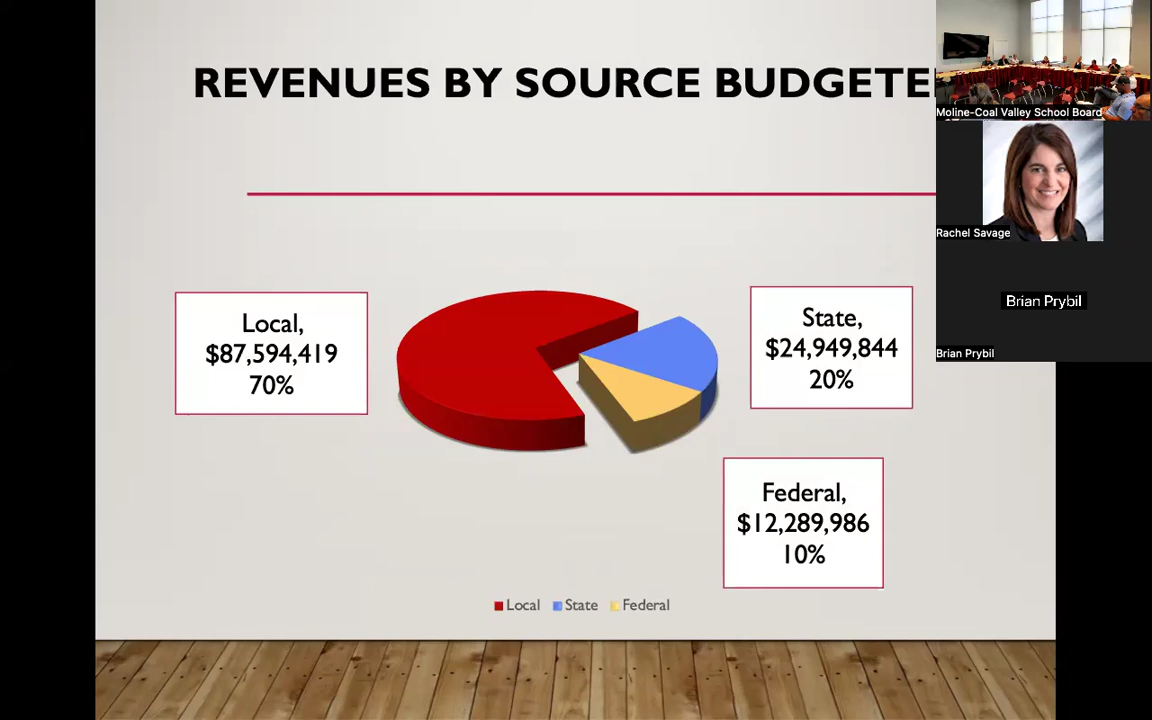 REVENUES BY SOURCE BUDGETE
Moline-Coal Valley School Board
Rachel Savage
Brian Prybil
Brian Prybil
Local,
$87,594,419
70%
State,
$24,949,844
20%
Federal,
$12,289,986
10%
Local State Federal